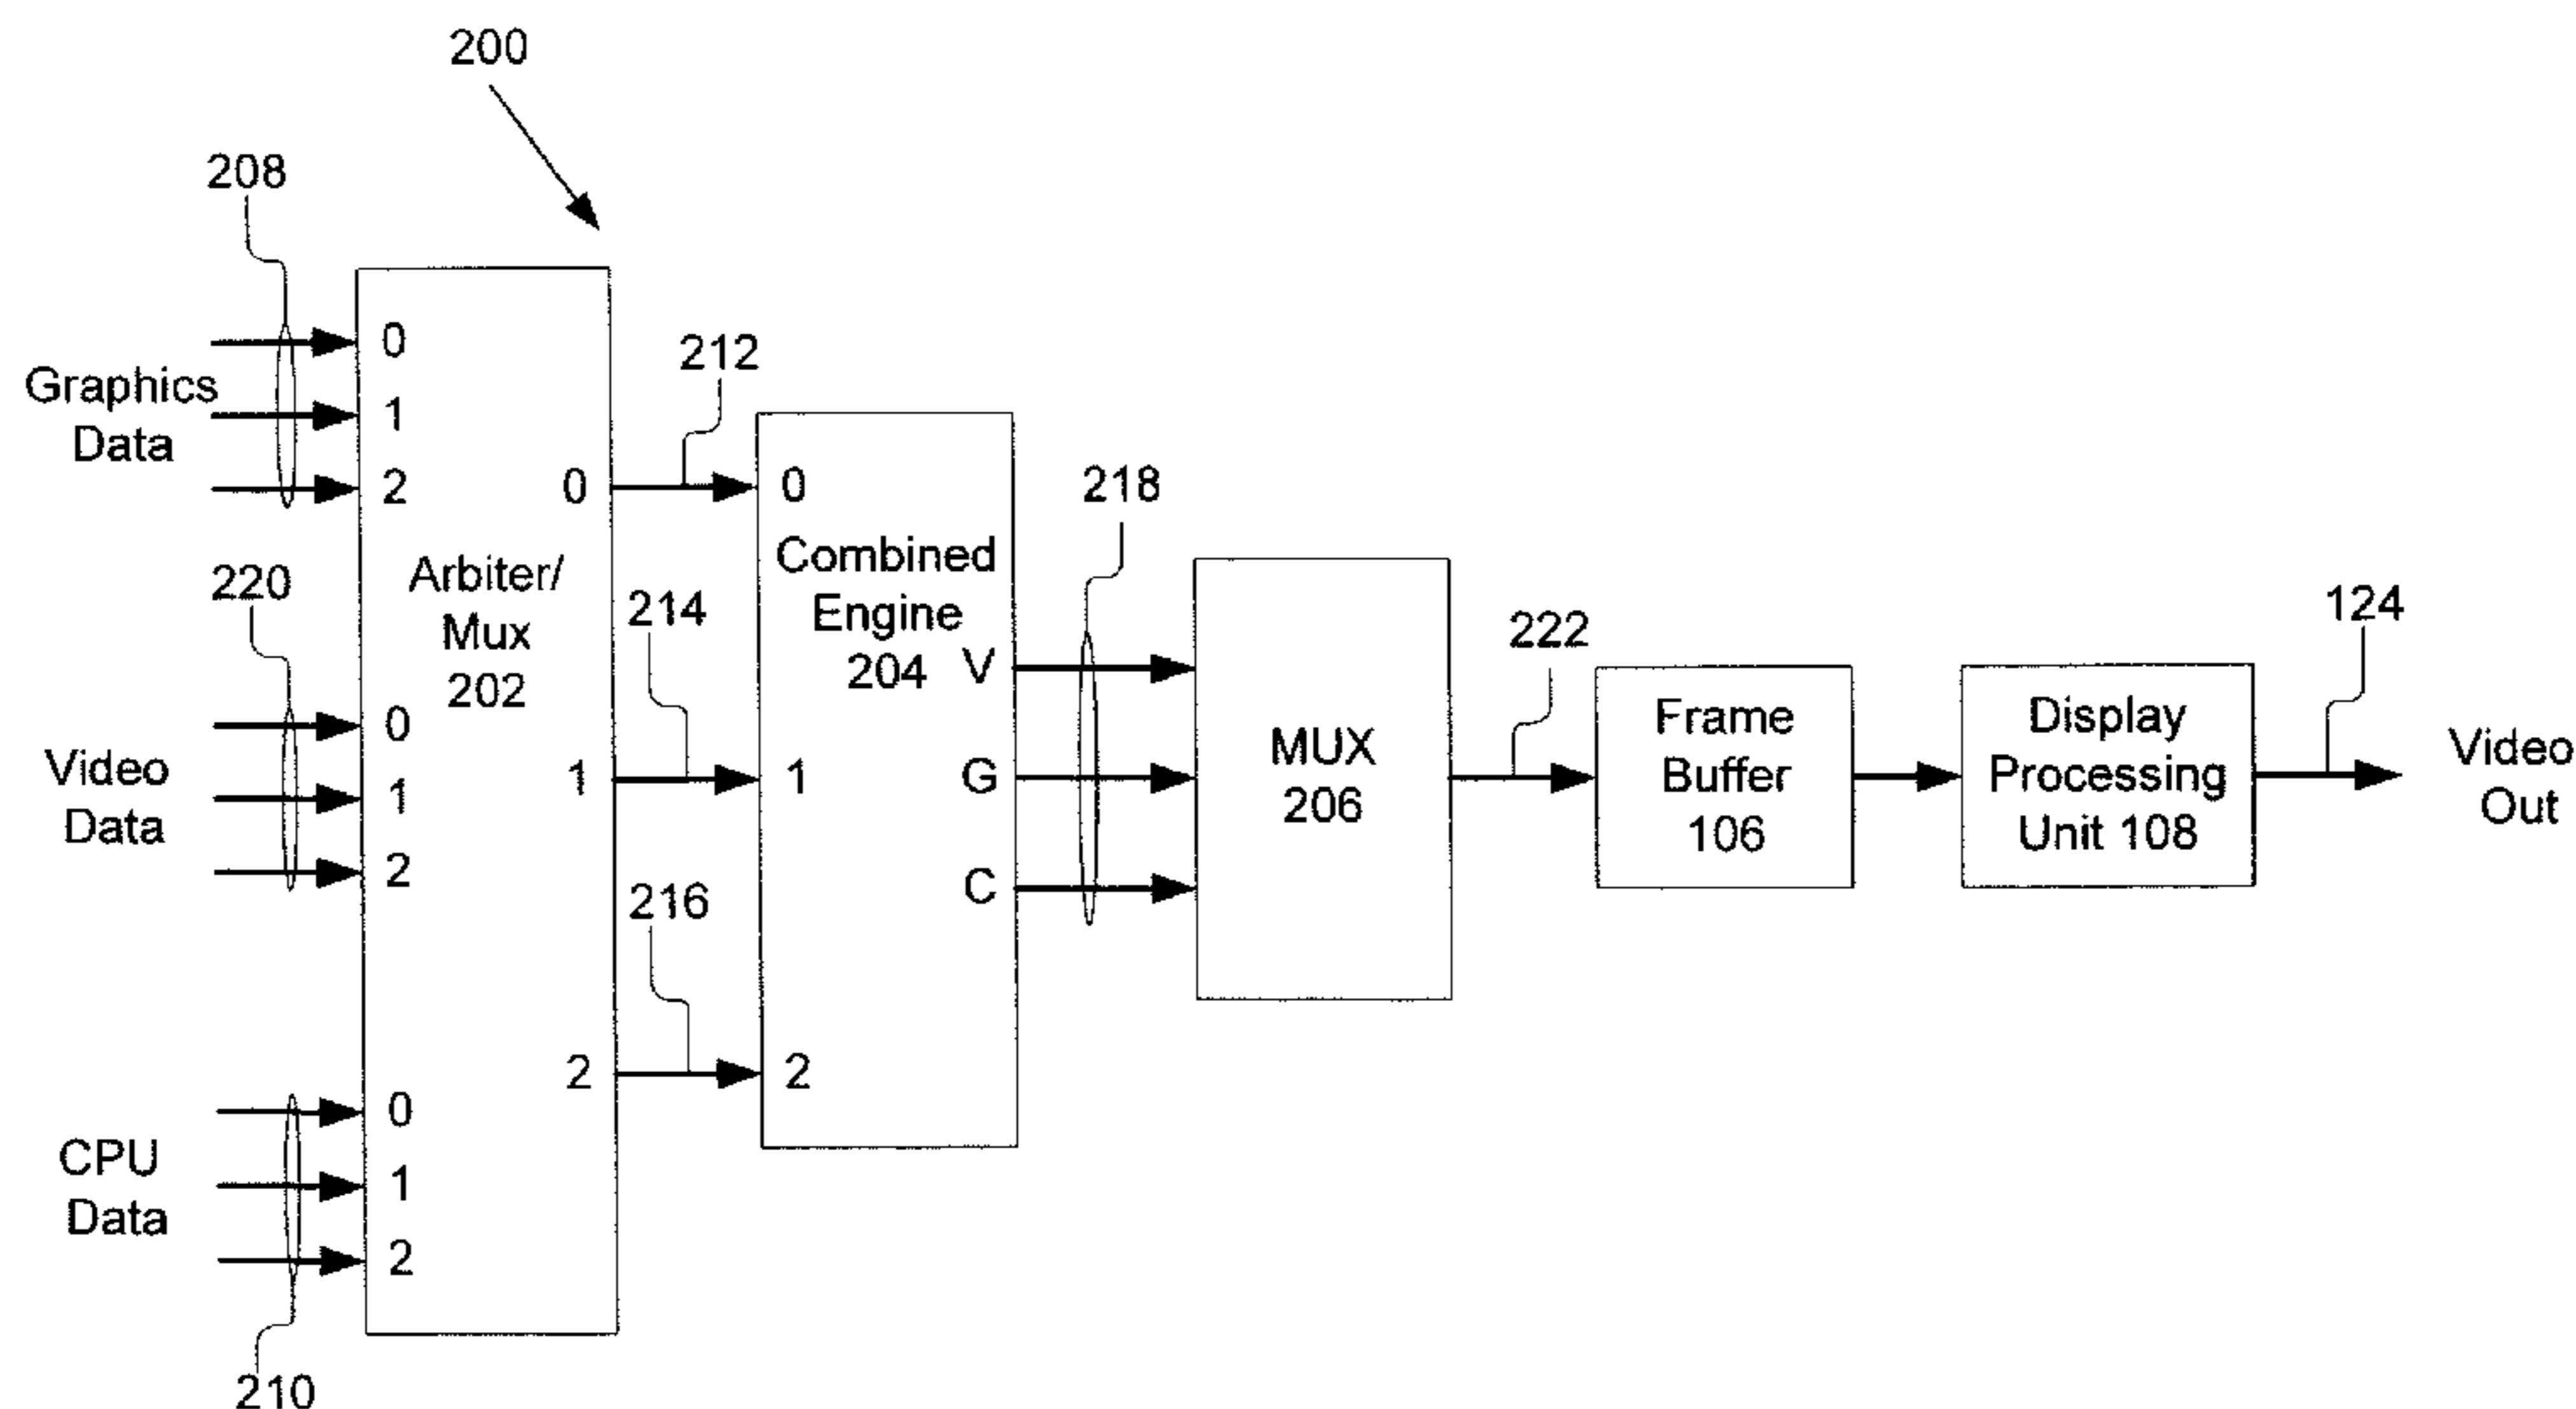 200
208
Graphics
Data
0
1
2
220
Video
Data
0
1
2
CPU
Data
0
1
2
210
Arbiter/
Mux
202
0
1
2
212
214
216
0
1
2
Combined
Engine
204
V
G
C
218
MUX
206
222
Frame
Buffer
106
Display
Processing
Unit 108
124
Video
Out